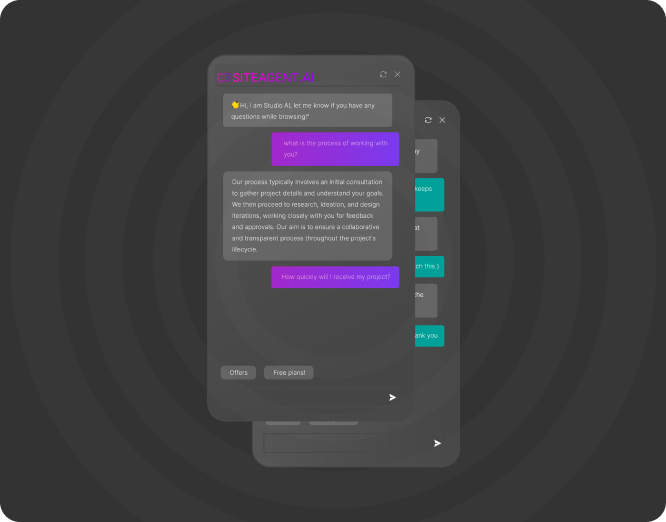 SITEAGENT.AI
👋Hi, I am Studio AI, let me know if you have any
questions while browsing!"
what is the process of working with
you?
Our process typically involves an initial consultation
to gather project details and understand your goals.
We then proceed to research, ideation, and design
iterations, working closely with you for feedback
and approvals. Our aim is to ensure a collaborative
and transparent process throughout the project's
lifecycle.
How quickly will I receive my project?
Offers
Free plans!
keeps
ch this )
the
ank you